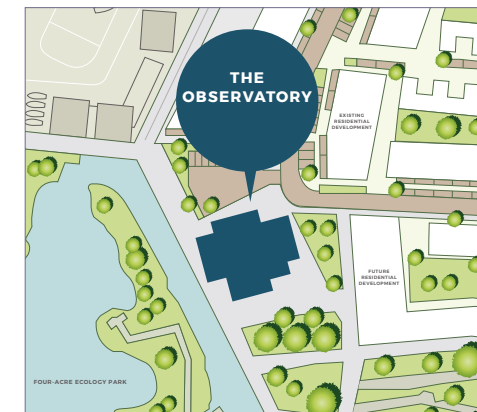 THE
OBSERVATORY
EXISTING
RESIDENTIAL
DEVELOPMENT
FUTURE
RESIDENTIAL
DEVELOPMENT
FOUR-ACRE ECOLOGY PARK